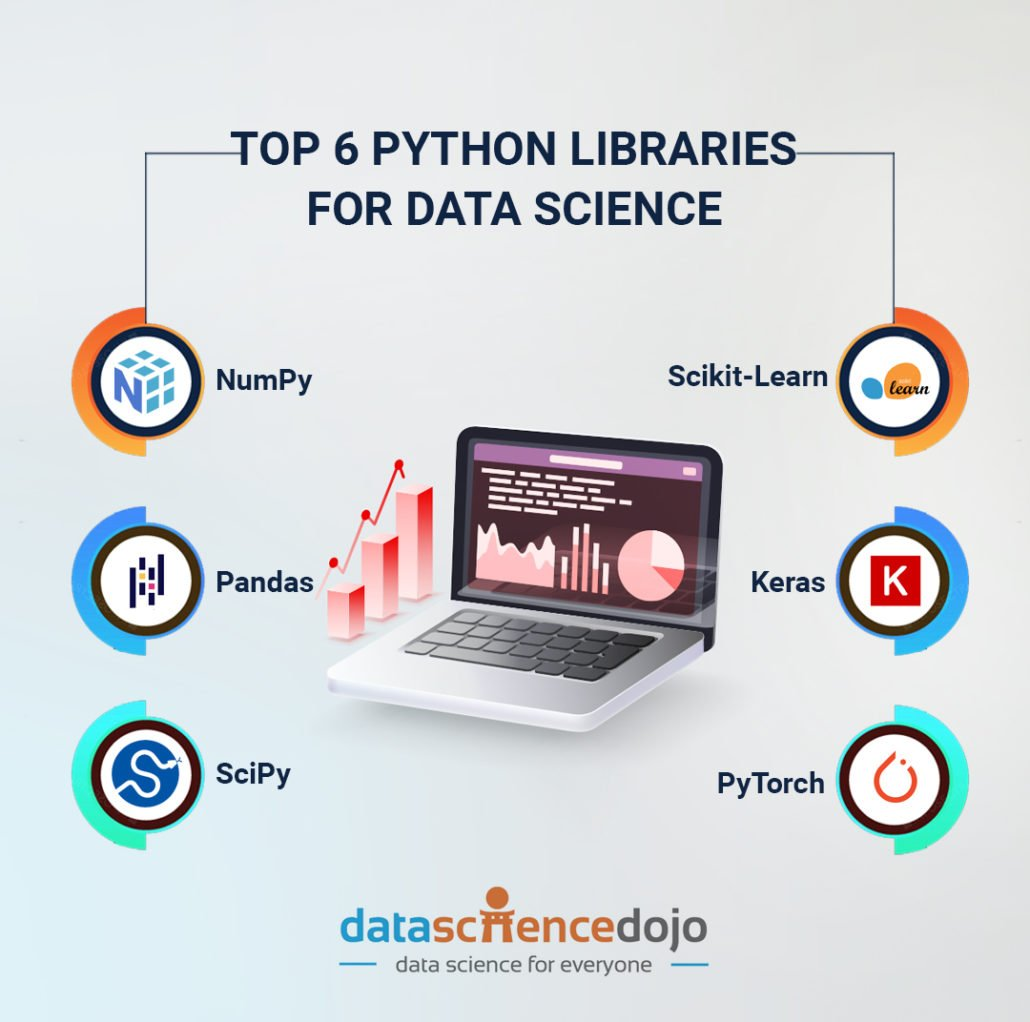 TOP 6 PYTHON LIBRARIES
FOR DATA SCIENCE
NumPy
Scikit-Learn
learn
Pandas
Keras
K
SciPy
PyTorch
datasciencedojo
data science for everyone